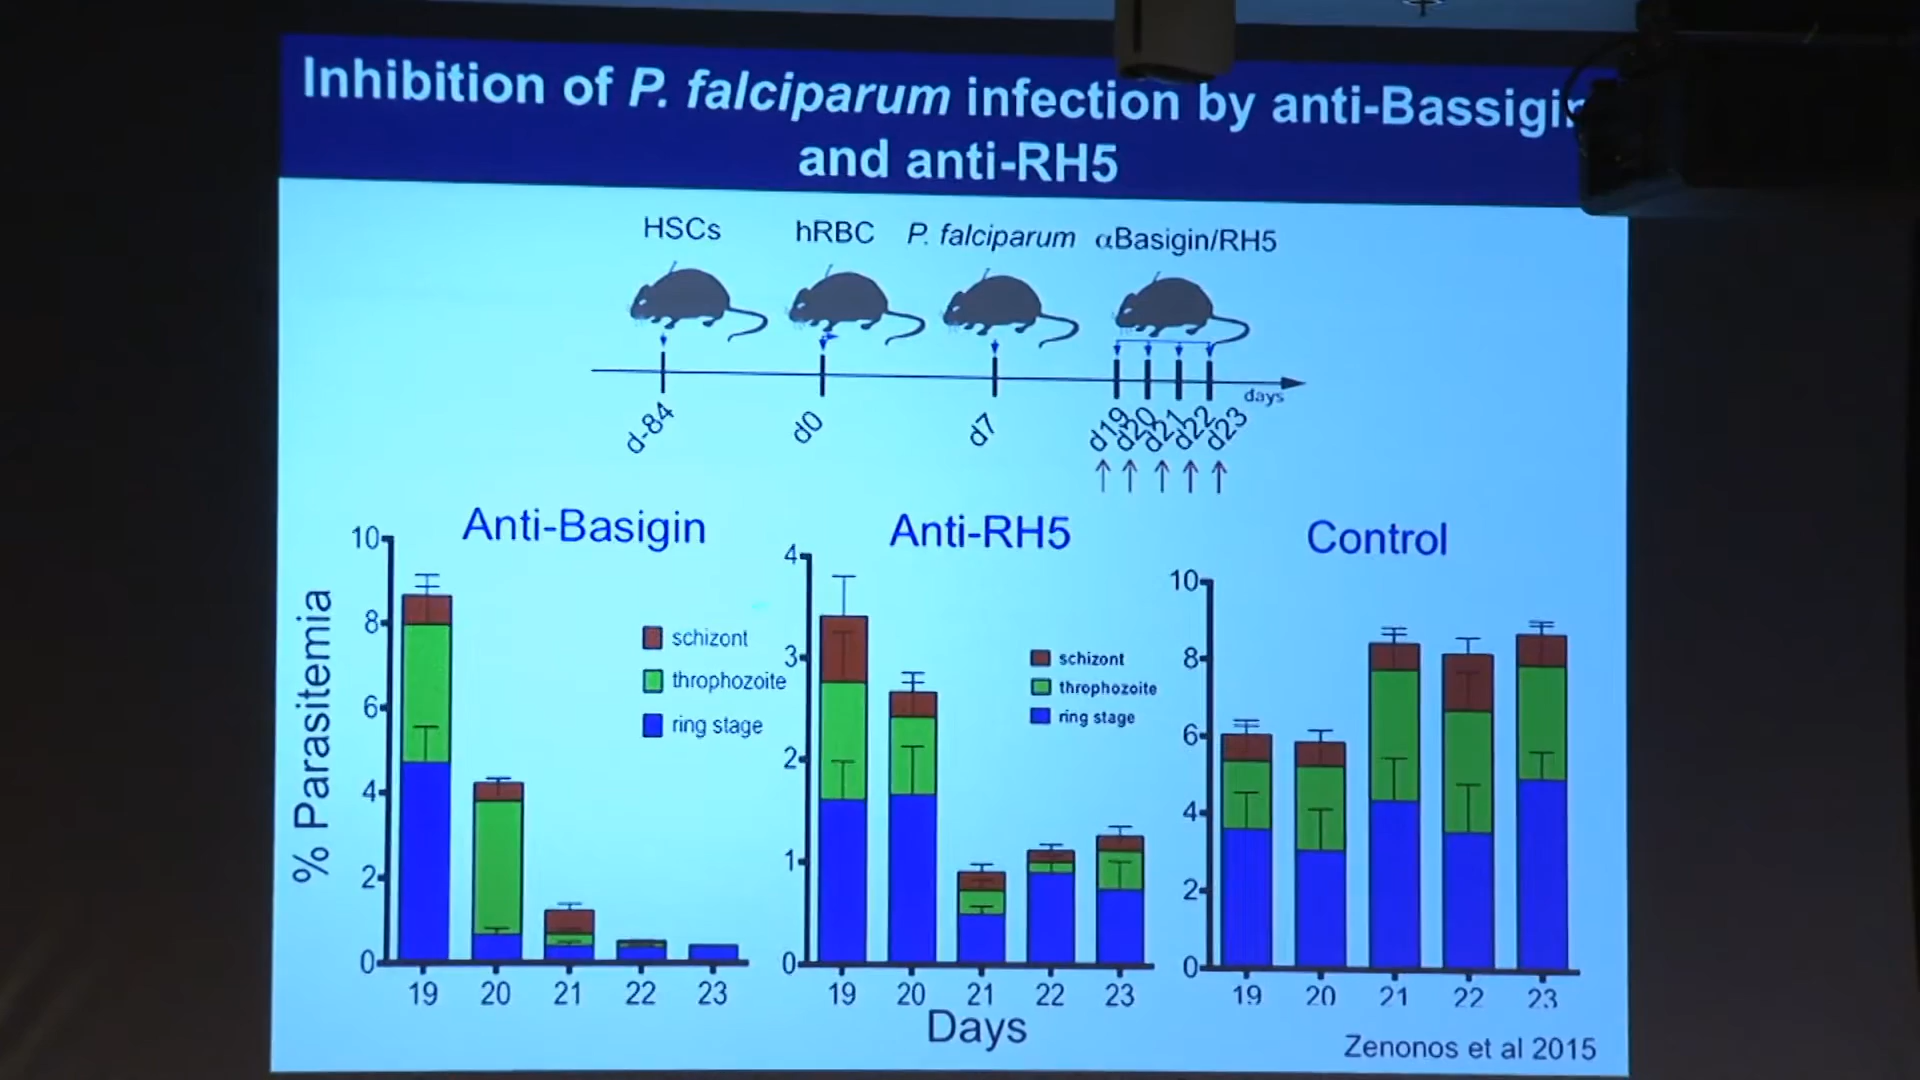 Inhibition of P. falciparum infection by anti-Bassigin
and anti-RH5
HSCs
hRBC
P. falciparum
αBasigin/RH5
days
d-84
d0
d7
d19
d20
d21
d22
d23
Anti-Basigin
% Parasitemia
10
8
6
4
2
0
schizont
throphozoite
ring stage
19 20 21 22 23
Anti-RH5
4
3
2
1
0
schizont
throphozoite
ring stage
19 20 21 22 23
Control
10
8
6
4
2
0
19 20 21 22 23
Days
Zenonos et al 2015